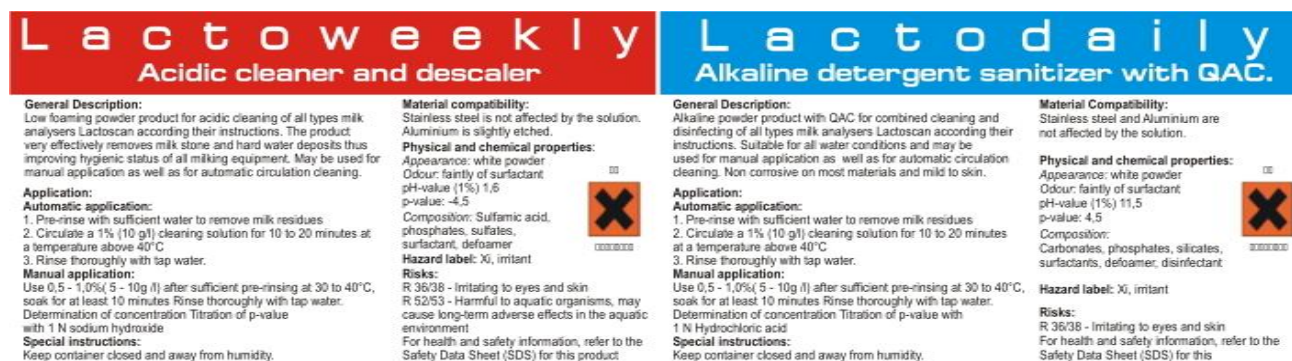 Lactoweekly
Acidic cleaner and descaler
General Description:
Low foaming powder product for acidic cleaning of all types milk
analysers Lactoscan according their instructions. The product
very effectively removes milk stone and hard water deposits thus
improving hygienic status of all milking equipment. May be used for
manual application as well as for automatic circulation cleaning.
Application:
Automatic application:
1. Pre-rinse with sufficient water to remove milk residues
2. Circulate a 1% (10 g/l) cleaning solution for 10 to 20 minutes at
a temperature above 40°C
3. Rinse thoroughly with tap water.
Manual application:
Use 0,5 - 1,0%( 5 - 10g /l) after sufficient pre-rinsing at 30 to 40°C,
soak for at least 10 minutes Rinse thoroughly with tap water.
Determination of concentration Titration of p-value
with 1 N sodium hydroxide
Special instructions:
Keep container closed and away from humidity.
Material compatibility:
Stainless steel is not affected by the solution.
Aluminium is slightly etched.
Physical and chemical properties:
Appearance: white powder
Odour: faintly of surfactant
pH-value (1%) 1,6
p-value: -4,5
Composition: Sulfamic acid,
phosphates, sulfates,
surfactant, defoamer
Hazard label: Xi, irritant
Risks:
R 36/38 - Irritating to eyes and skin
R 52/53 - Harmful to aquatic organisms, may
cause long-term adverse effects in the aquatic
environment
For health and safety information, refer to the
Safety Data Sheet (SDS) for this product
Lactodaily
Alkaline detergent sanitizer with QAC.
General Description:
Alkaline powder product with QAC for combined cleaning and
disinfecting of all types milk analysers Lactoscan according their
instructions. Suitable for all water conditions and may be
used for manual application as well as for automatic circulation
cleaning. Non corrosive on most materials and mild to skin.
Application:
Automatic application:
1. Pre-rinse with sufficient water to remove milk residues
2. Circulate a 1% (10 g/l) cleaning solution for 10 to 20 minutes
at a temperature above 40°C
3. Rinse thoroughly with tap water.
Manual application:
Use 0,5 - 1,0%( 5 - 10g /l) after sufficient pre-rinsing at 30 to 40°C,
soak for at least 10 minutes Rinse thoroughly with tap water.
Determination of concentration Titration of p-value with
1 N Hydrochloric acid
Special instructions:
Keep container closed and away from humidity.
Material Compatibility:
Stainless steel and Aluminium are
not affected by the solution.
Physical and chemical properties:
Appearance: white powder
Odour: faintly of surfactant
pH-value (1%) 11,5
p-value: 4,5
Composition:
Carbonates, phosphates, silicates,
surfactants, defoamer, disinfectant
Hazard label: Xi, irritant
Risks:
R 36/38 - Irritating to eyes and skin
For health and safety information, refer to the
Safety Data Sheet (SDS) for this